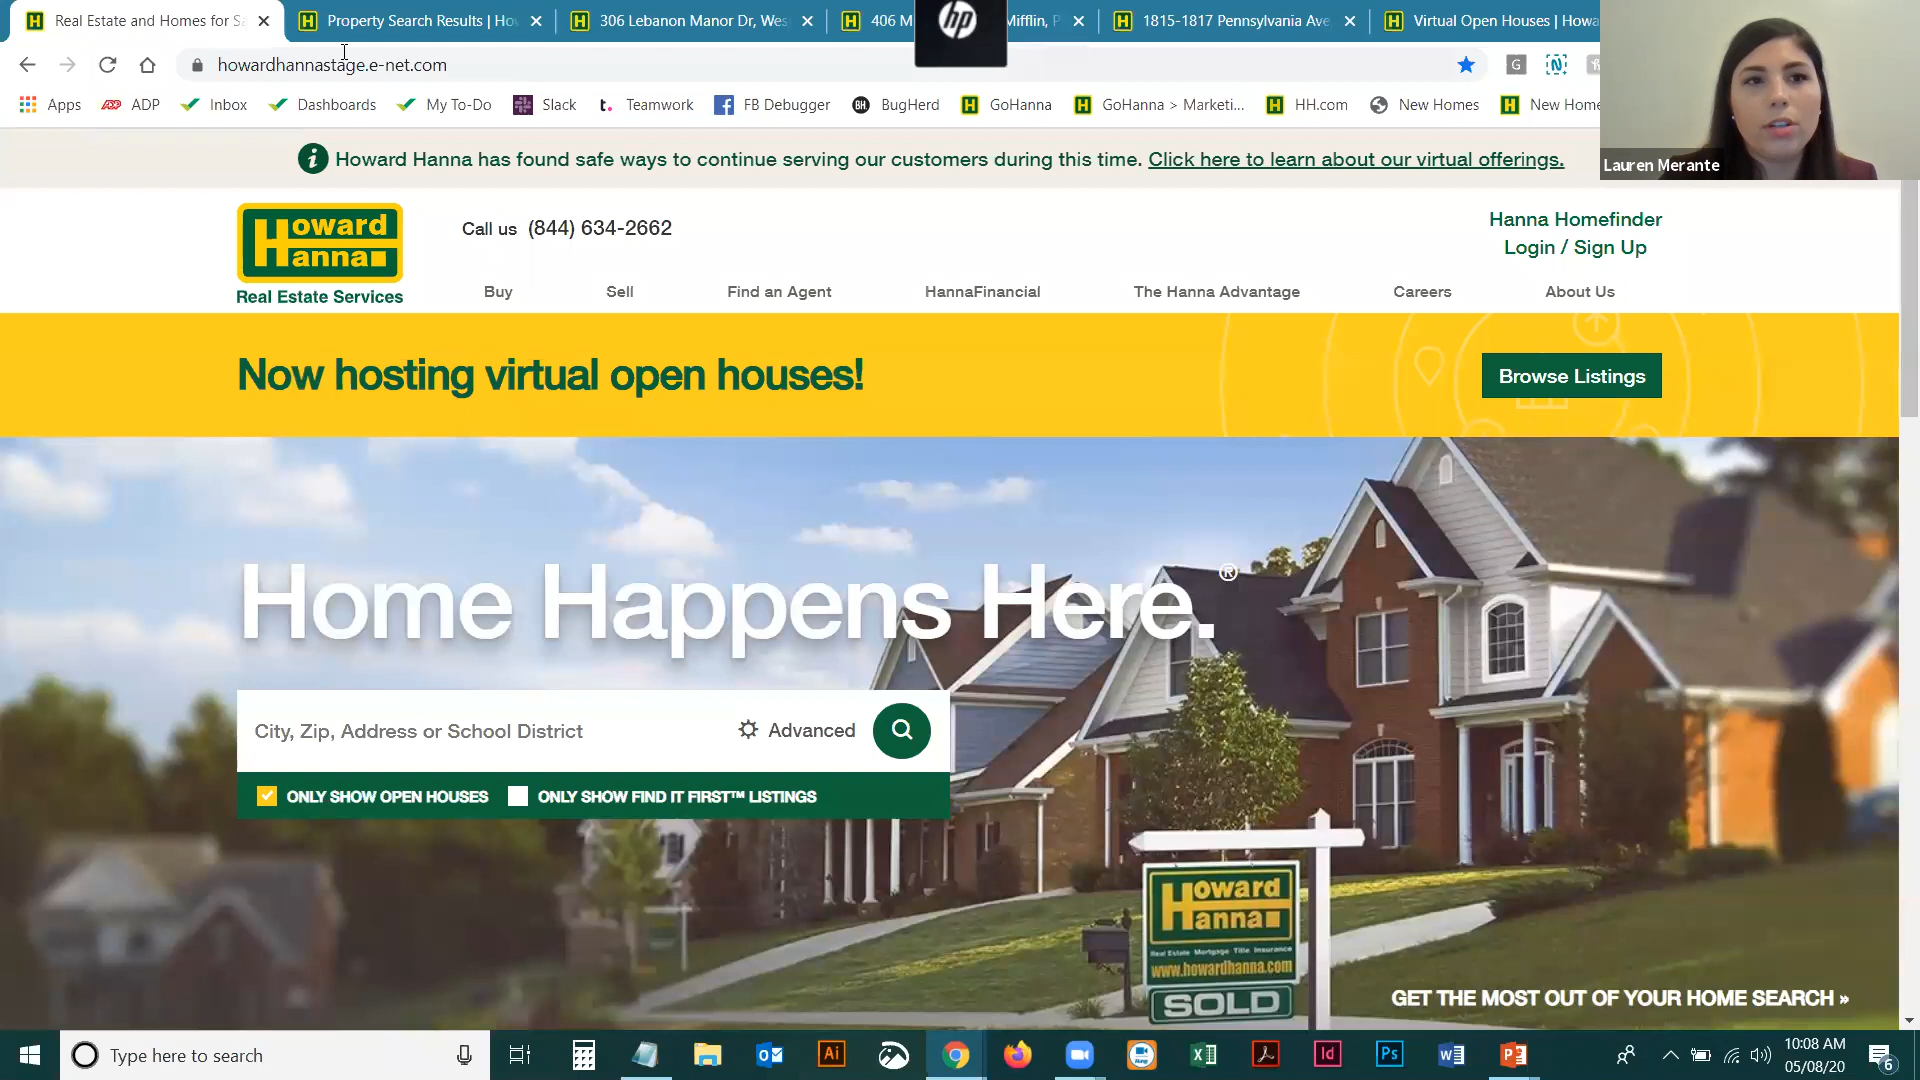 Real Estate and Homes for Sa
Property Search Results | Ho
306 Lebanon Manor Dr, Wes
406 M
Mifflin, P
1815-1817 Pennsylvania Ave
Virtual Open Houses | Howa
hp
howardhannastage.e-net.com
Apps
ADP
Inbox
Dashboards
My To-Do
Slack
Teamwork
FB Debugger
BugHerd
GoHanna
GoHanna > Marketi...
HH.com
New Homes
New Home
Lauren Merante
Howard Hanna has found safe ways to continue serving our customers during this time. Click here to learn about our virtual offerings.
Howard
Hanna
Real Estate Services
Call us (844) 634-2662
Hanna Homefinder
Login / Sign Up
Buy
Sell
Find an Agent
HannaFinancial
The Hanna Advantage
Careers
About Us
Now hosting virtual open houses!
Browse Listings
Home Happens Here.®
City, Zip, Address or School District
Advanced
ONLY SHOW OPEN HOUSES
ONLY SHOW FIND IT FIRST™ LISTINGS
Howard
Hanna
Real Estate Mortgage Title Insurance
www.howardhanna.com
SOLD
GET THE MOST OUT OF YOUR HOME SEARCH »
Type here to search
10:08 AM
05/08/20
6